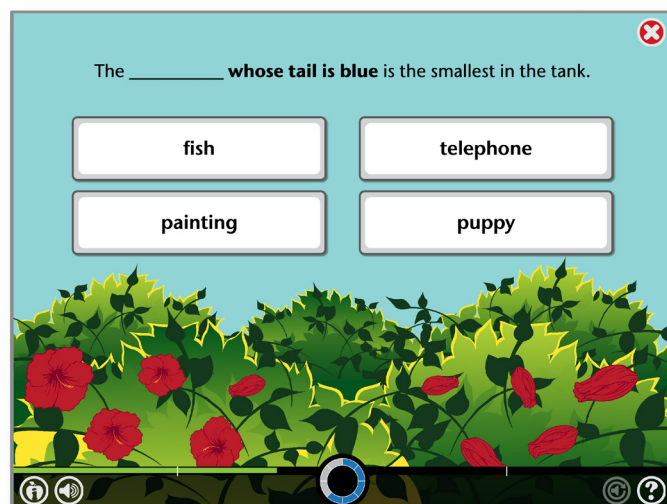 The __________ whose tail is blue is the smallest in the tank.
fish
telephone
painting
puppy
?